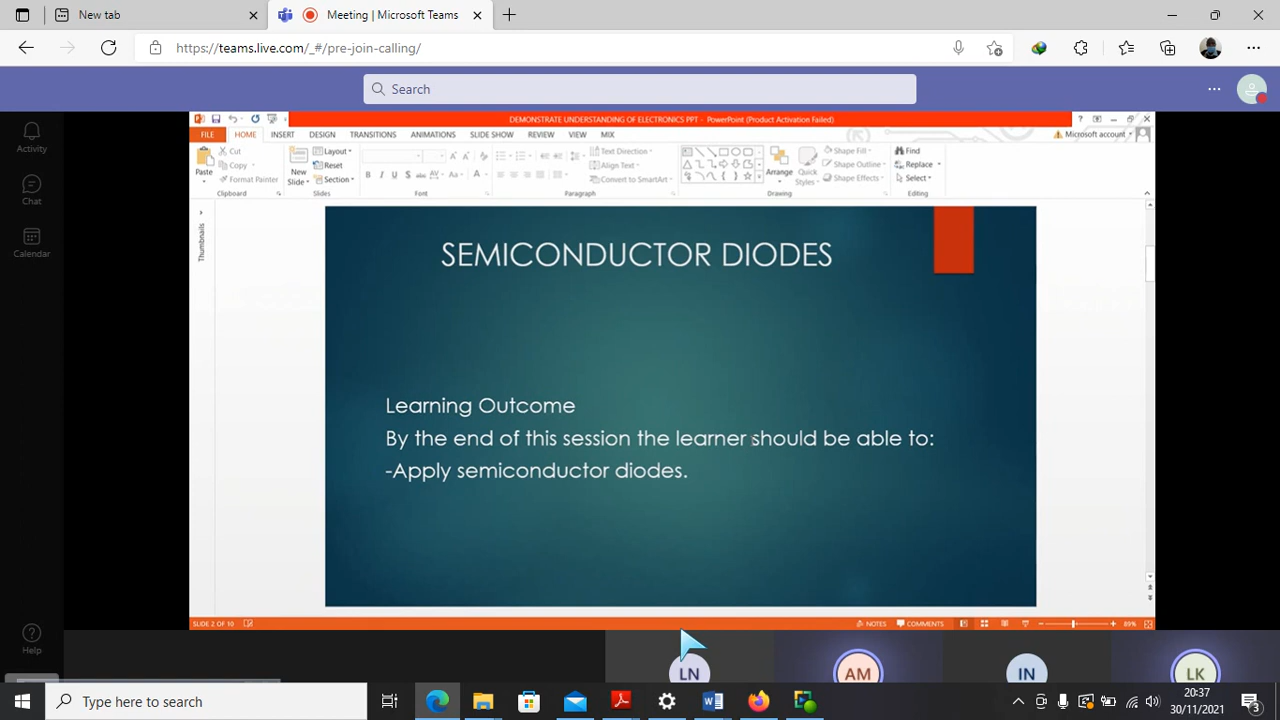 New tab
Meeting | Microsoft Teams
https://teams.live.com/_#/pre-join-calling/
Search
Activity
Chat
Calendar
Help
DEMONSTRATE UNDERSTANDING OF ELECTRONICS PPT - PowerPoint (Product Activation Failed)
FILE HOME INSERT DESIGN TRANSITIONS ANIMATIONS SLIDE SHOW REVIEW VIEW MIX
Microsoft account
Paste
Cut
Copy
Format Painter
Clipboard
New Slide
Layout
Reset
Section
Slides
B I U S abc AV Aa A
Font
Text Direction
Align Text
Convert to SmartArt
Paragraph
Arrange
Quick Styles
Shape Fill
Shape Outline
Shape Effects
Drawing
Find
Replace
Select
Editing
Thumbnails
SEMICONDUCTOR DIODES
Learning Outcome
By the end of this session the learner should be able to:
-Apply semiconductor diodes.
SLIDE 2 OF 10
NOTES
COMMENTS
89%
LN
AM
IN
LK
Type here to search
20:37
30/11/2021
3